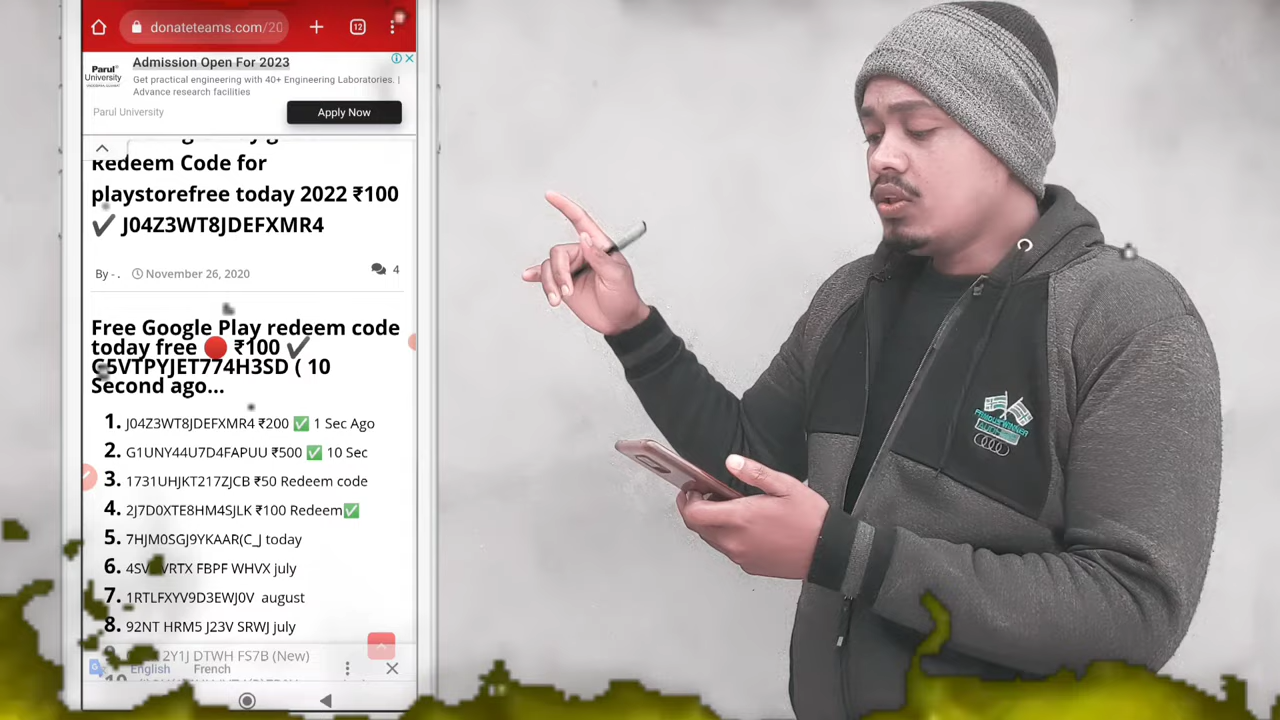 donateteams.com/20
12
Admission Open For 2023
Parul
University
Get practical engineering with 40+ Engineering Laboratories. |
Advance research facilities
Parul University
Apply Now
Redeem Code for
playstorefree today 2022 ₹100
✔ J04Z3WT8JDEFXMR4
By - .
November 26, 2020
4
Free Google Play redeem code
today free 🔴 ₹100 ✔
G5VTPYJET774H3SD ( 10
Second ago...
1. J04Z3WT8JDEFXMR4 ₹200 ✅ 1 Sec Ago
2. G1UNY44U7D4FAPUU ₹500 ✅ 10 Sec
3. 1731UHJKT217ZJCB ₹50 Redeem code
4. 2J7D0XTE8HM4SJLK ₹100 Redeem✅
5. 7HJM0SGJ9YKAAR(C_J today
6. FBPF WHVX july
7. 1RTLFXYV9D3EWJ0V august
8. 92NT HRM5 J23V SRWJ july
DTWH FS7B (New)
English French